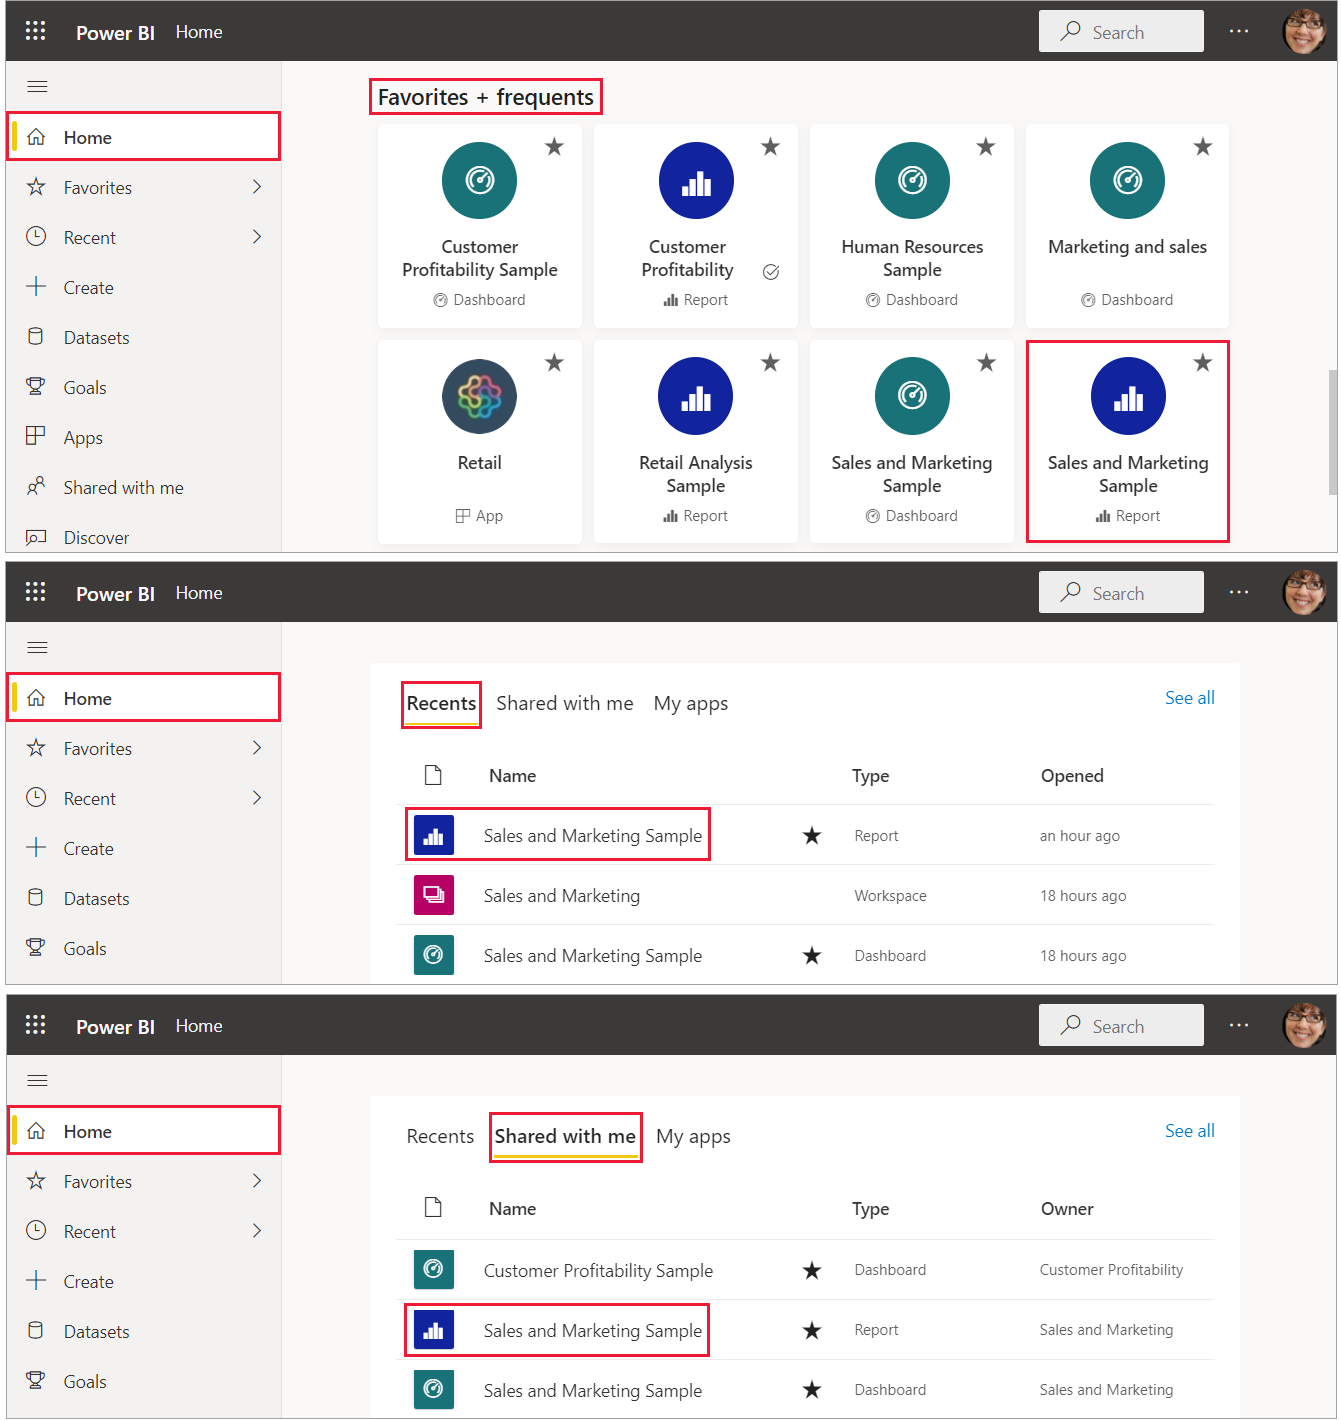 Power BI Home
Search
Home
Favorites
Recent
Create
Datasets
Goals
Apps
Shared with me
Discover
Favorites + frequents
Customer
Profitability Sample
Dashboard
Customer
Profitability
Report
Human Resources
Sample
Dashboard
Marketing and sales
Dashboard
Retail
App
Retail Analysis
Sample
Report
Sales and Marketing
Sample
Dashboard
Sales and Marketing
Sample
Report
Power BI Home
Search
Home
Favorites
Recent
Create
Datasets
Goals
Recents Shared with me My apps See all
Name Type Opened
Sales and Marketing Sample Report an hour ago
Sales and Marketing Workspace 18 hours ago
Sales and Marketing Sample Dashboard 18 hours ago
Power BI Home
Search
Home
Favorites
Recent
Create
Datasets
Goals
Recents Shared with me My apps See all
Name Type Owner
Customer Profitability Sample Dashboard Customer Profitability
Sales and Marketing Sample Report Sales and Marketing
Sales and Marketing Sample Dashboard Sales and Marketing